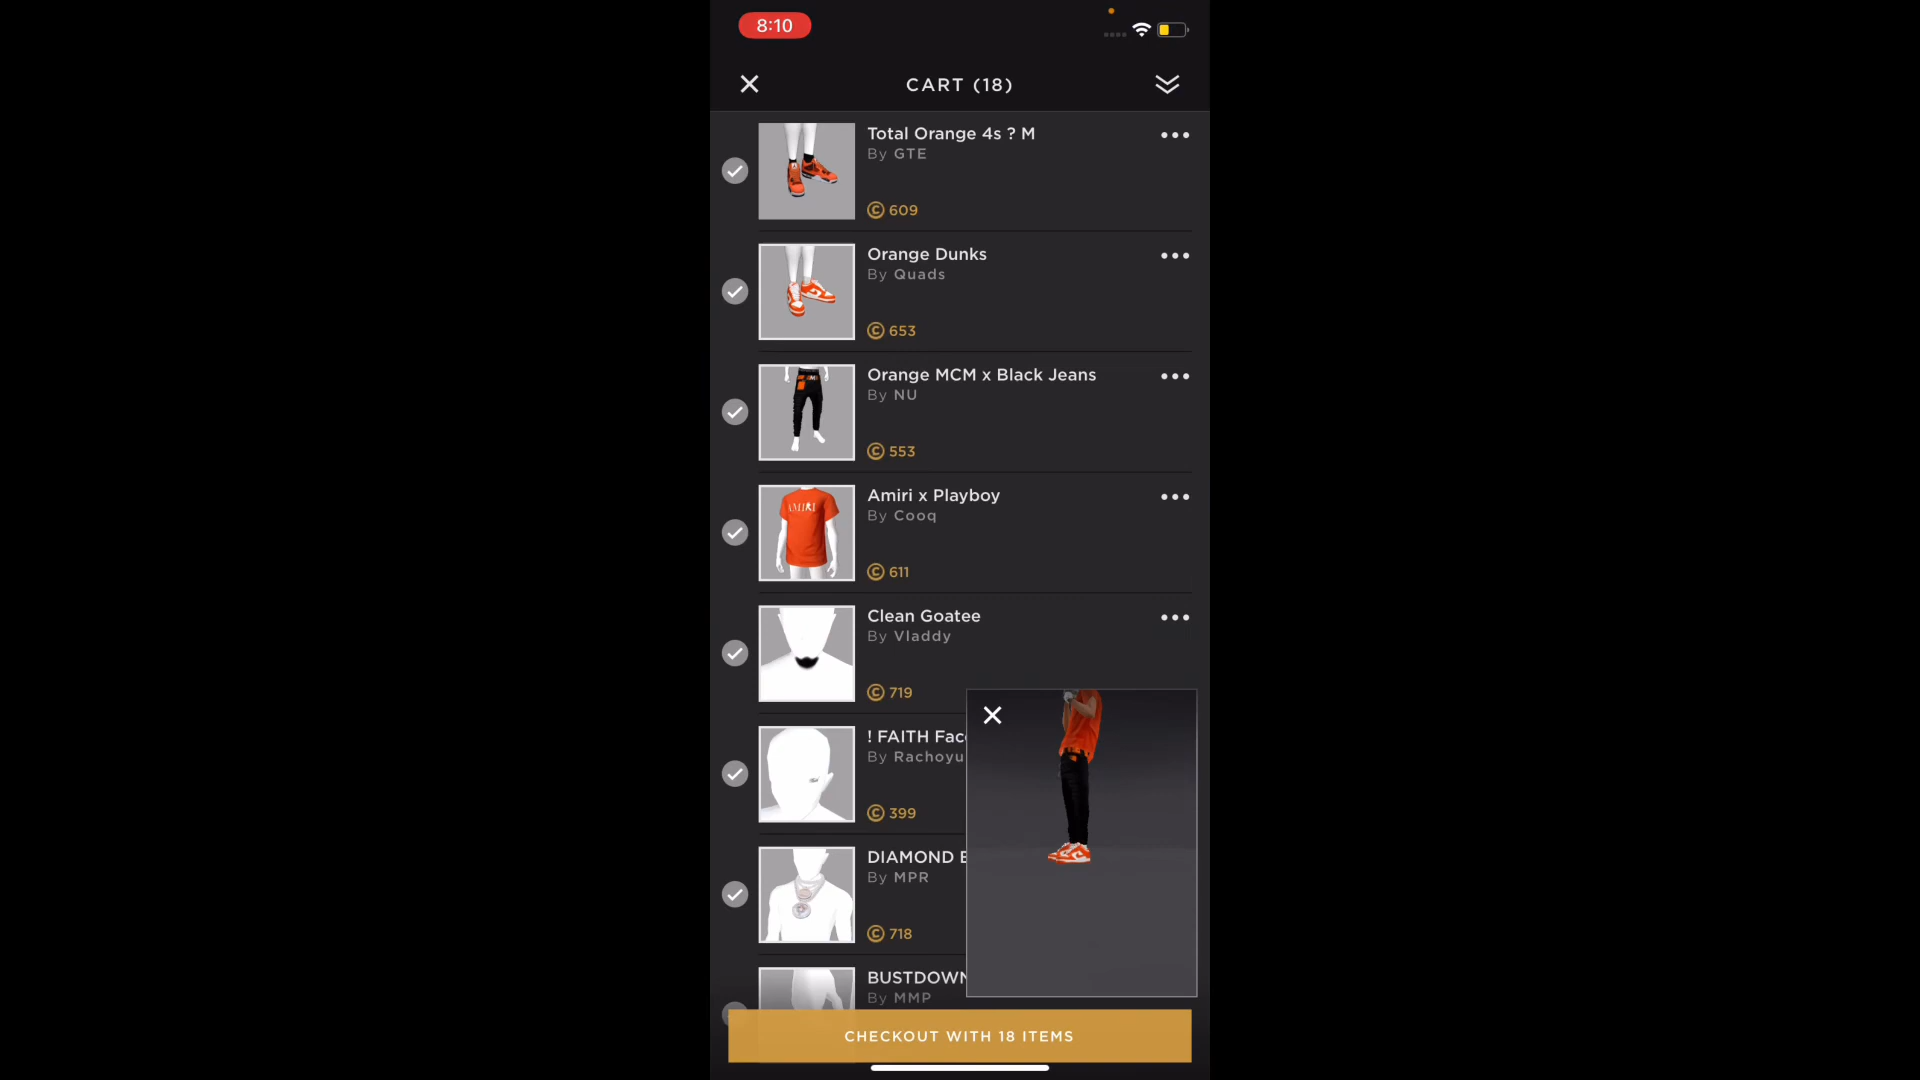 8:10
CART (18)
Total Orange 4s ? M
By GTE
© 609
Orange Dunks
By Quads
© 653
Orange MCM x Black Jeans
By NU
© 553
Amiri x Playboy
By Cooq
© 611
AMIRI
Clean Goatee
By Vladdy
© 719
! FAITH Fac
By Rachoyu
© 399
DIAMOND
By MPR
© 718
BUSTDOWN
By MMP
CHECKOUT WITH 18 ITEMS